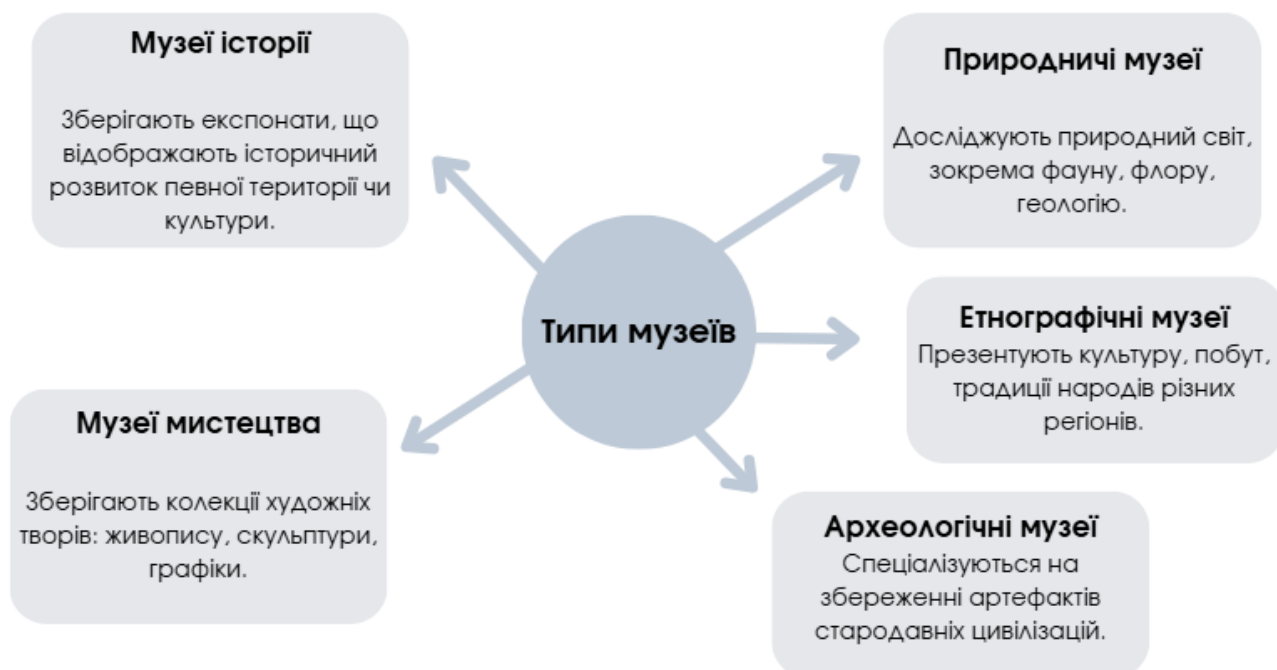 Музеї історії
Зберігають експонати, що
відображають історичний
розвиток певної території чи
культури.
Природничі музеї
Досліджують природний світ,
зокрема фауну, флору,
геологію.
Типи музеїв
Етнографічні музеї
Презентують культуру, побут,
традиції народів різних
регіонів.
Музеї мистецтва
Зберігають колекції художніх
творів: живопису, скульптури,
графіки.
Археологічні музеї
Спеціалізуються на
збереженні артефактів
стародавніх цивілізацій.